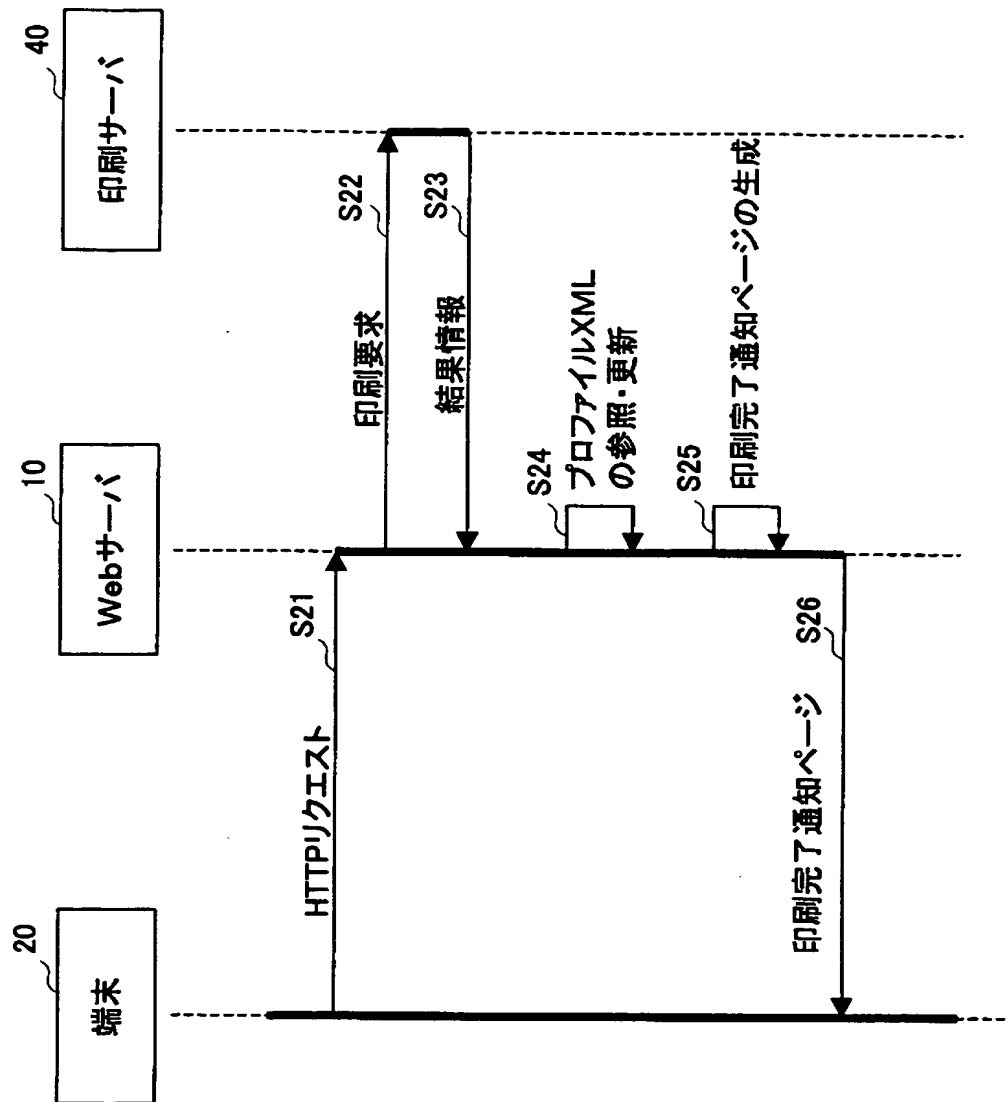 20
端末
10
Webサーバ
40
印刷サーバ
S21
HTTPリクエスト
S22
印刷要求
S23
結果情報
S24
プロファイルXML
の参照・更新
S25
印刷完了通知ページの生成
S26
印刷完了通知ページ